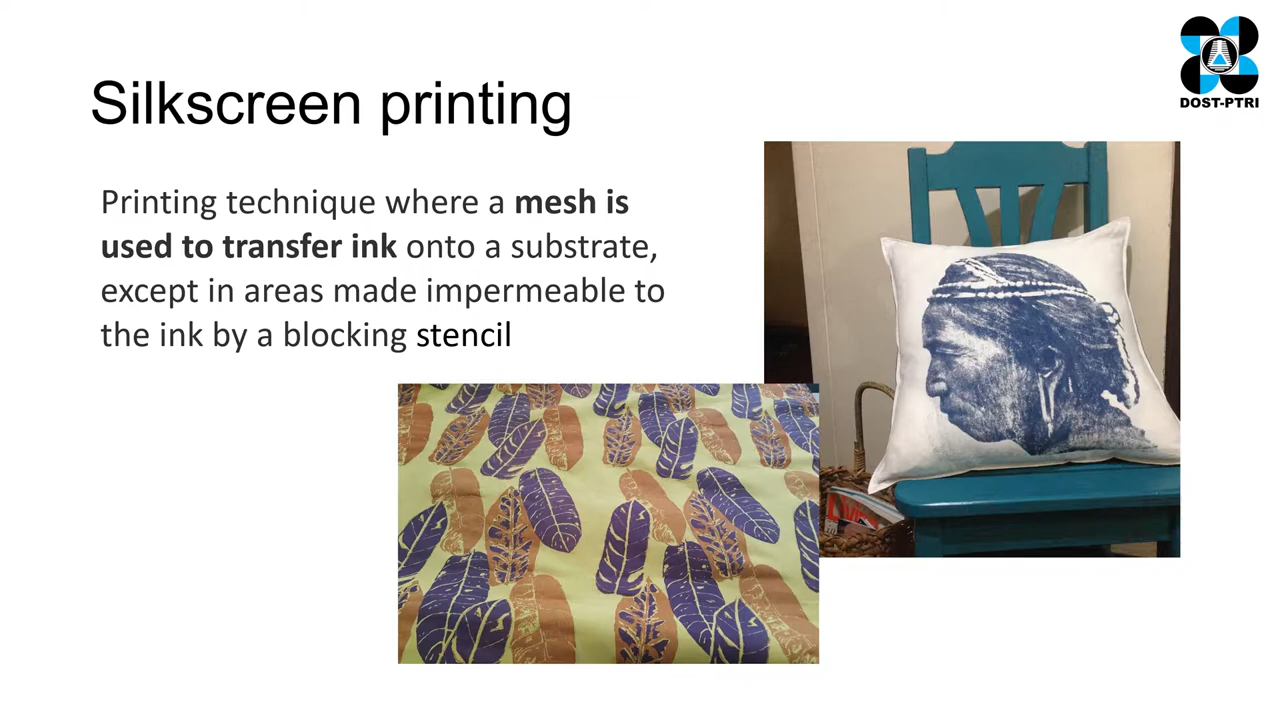 DOST-PTRI
Silkscreen printing
Printing technique where a mesh is
used to transfer ink onto a substrate,
except in areas made impermeable to
the ink by a blocking stencil